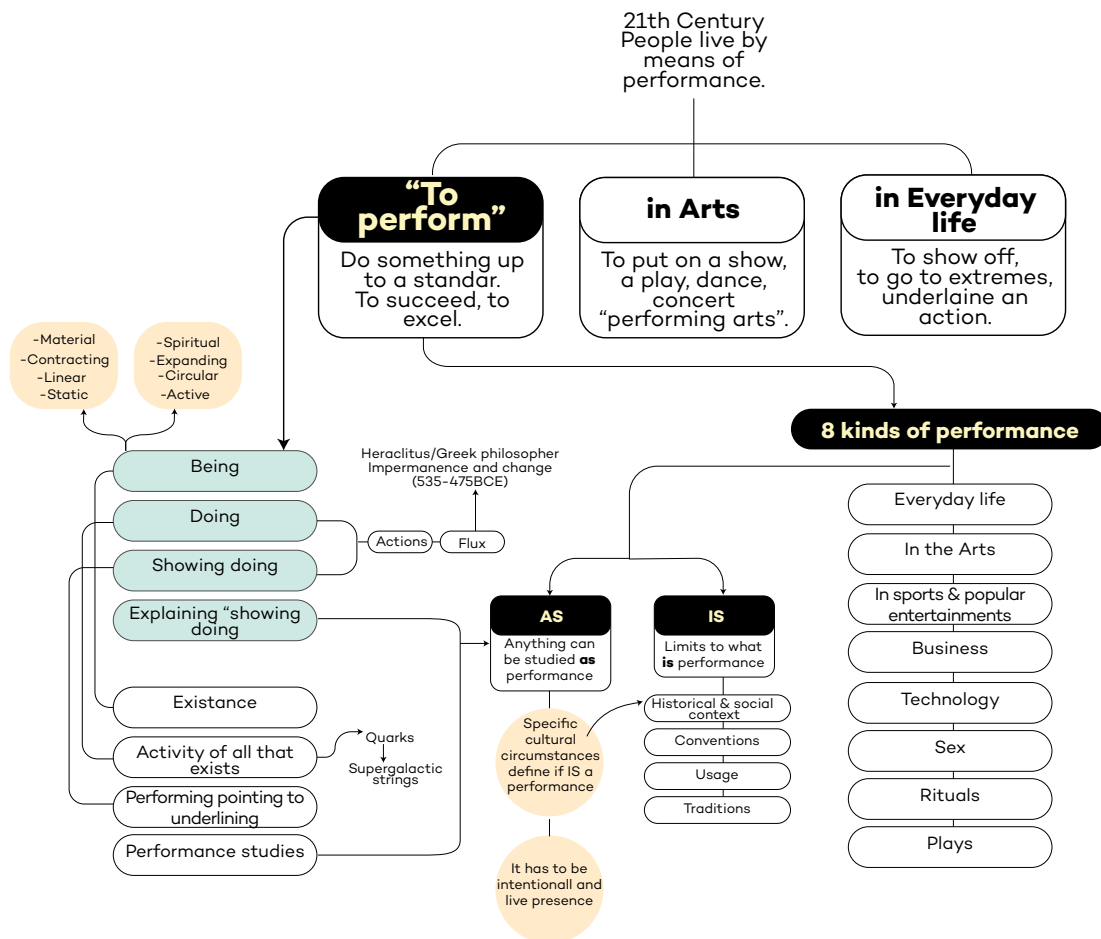 21th Century
People live by
means of
performance.
“To
perform”
Do something up
to a standar.
To succeed, to
excel.
in Arts
To put on a show,
a play, dance,
concert
“performing arts”.
in Everyday
life
To show off,
to go to extremes,
underlaine an
action.
-Material
-Contracting
-Linear
-Static
-Spiritual
-Expanding
-Circular
-Active
Being
Doing
Showing doing
Explaining “showing
doing
Heraclitus/Greek philosopher
Impermanence and change
(535-475BCE)
Actions
Flux
Existance
Activity of all that
exists
Quarks
Supergalactic
strings
Performing pointing to
underlining
Performance studies
AS
Anything can
be studied as
performance
Specific
cultural
circumstances
define if IS a
performance
It has to be
intentionall and
live presence
IS
Limits to what
is performance
Historical & social
context
Conventions
Usage
Traditions
8 kinds of performance
Everyday life
In the Arts
In sports & popular
entertainments
Business
Technology
Sex
Rituals
Plays